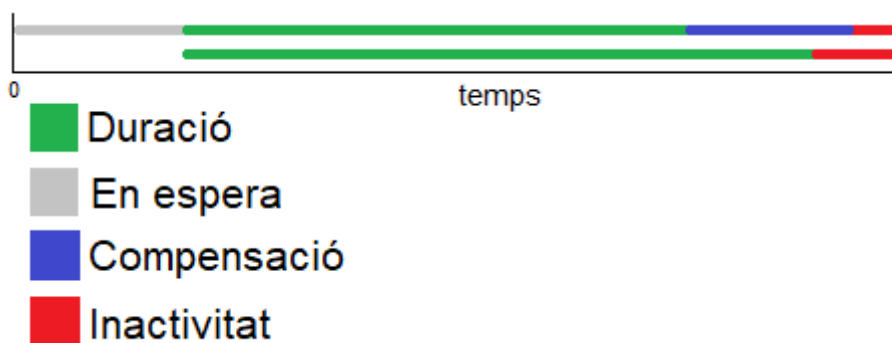 0
temps
Duració
En espera
Compensació
Inactivitat